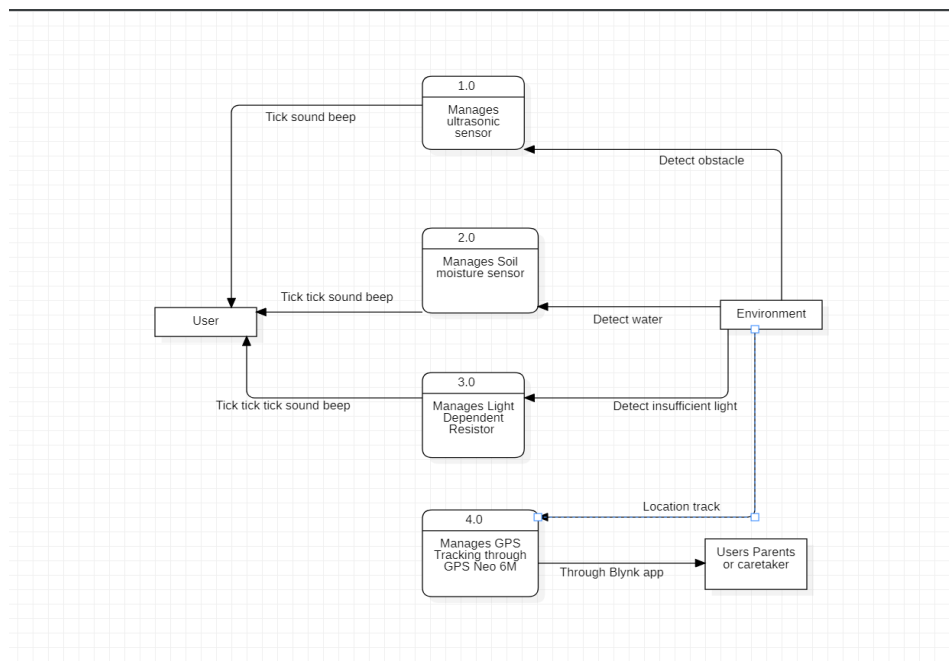 1.0
Manages
ultrasonic
sensor
Tick sound beep
Detect obstacle
2.0
Manages Soil
moisture sensor
Tick tick sound beep
User
Detect water
Environment
3.0
Manages Light
Dependent
Resistor
Tick tick tick sound beep
Detect insufficient light
Location track
4.0
Manages GPS
Tracking through
GPS Neo 6M
Through Blynk app
Users Parents
or caretaker